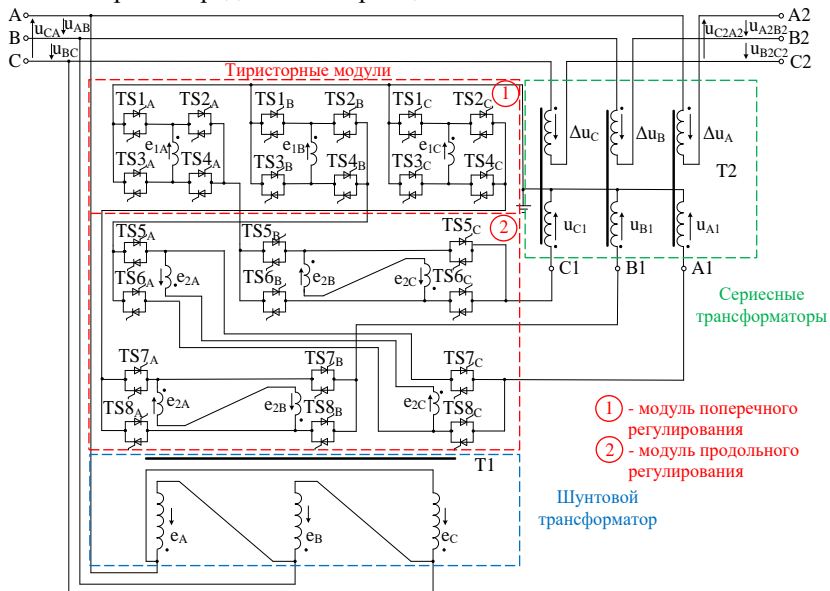 A
B
C
u_CA
u_AB
u_BC
A2
B2
C2
u_C2A2
u_A2B2
u_B2C2
Тиристорные модули
1
TS1_A
TS2_A
TS1_B
TS2_B
TS1_C
TS2_C
e_1A
e_1B
e_1C
TS3_A
TS4_A
TS3_B
TS4_B
TS3_C
TS4_C
Δu_C
Δu_B
Δu_A
T2
u_C1
u_B1
u_A1
C1
B1
A1
Сериесные
трансформаторы
2
TS5_A
TS5_B
TS5_C
TS6_A
e_2A
TS6_B
e_2B
e_2C
TS6_C
TS7_A
TS7_B
TS7_C
e_2A
e_2B
e_2C
TS8_A
TS8_B
TS8_C
1 - модуль поперечного
регулирования
2 - модуль продольного
регулирования
T1
Шунтовой
трансформатор
e_A
e_B
e_C